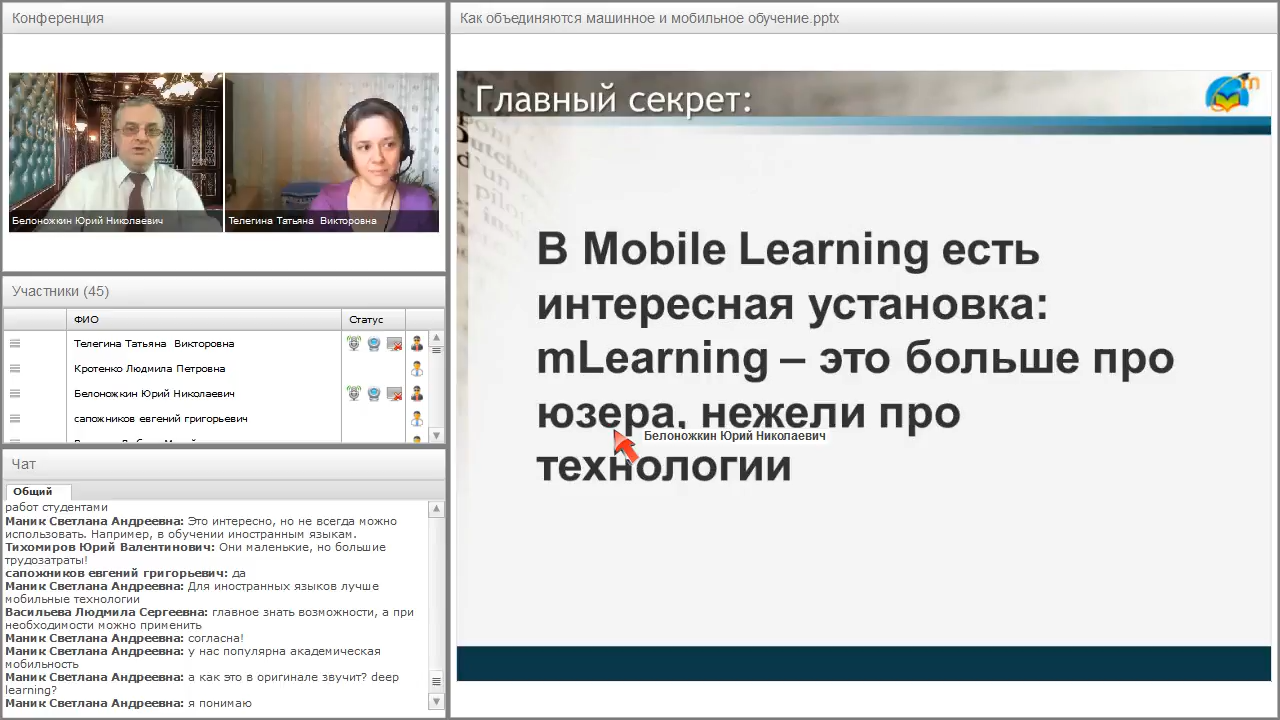 Конференция
Белоножкин Юрий Николаевич
Телегина Татьяна Викторовна
Участники (45)
ФИО
Статус
Телегина Татьяна Викторовна
Кротенко Людмила Петровна
Белоножкин Юрий Николаевич
сапожников евгений григорьевич
Чат
Общий
работ студентами
Маник Светлана Андреевна: Это интересно, но не всегда можно
использовать. Например, в обучении иностранным языкам.
Тихомиров Юрий Валентинович: Они маленькие, но большие
трудозатраты!
сапожников евгений григорьевич: да
Маник Светлана Андреевна: Для иностранных языков лучше
мобильные технологии
Васильева Людмила Сергеевна: главное знать возможности, а при
необходимости можно применить
Маник Светлана Андреевна: согласна!
Маник Светлана Андреевна: у нас популярна академическая
мобильность
Маник Светлана Андреевна: а как это в оригинале звучит? deep
learning?
Маник Светлана Андреевна: я понимаю
Как объединяются машинное и мобильное обучение.pptx
Главный секрет:
m
Dutchm
d 'un
pilo
ins
В Mobile Learning есть
интересная установка:
mLearning – это больше про
юзера, нежели про
технологии
Белоножкин Юрий Николаевич